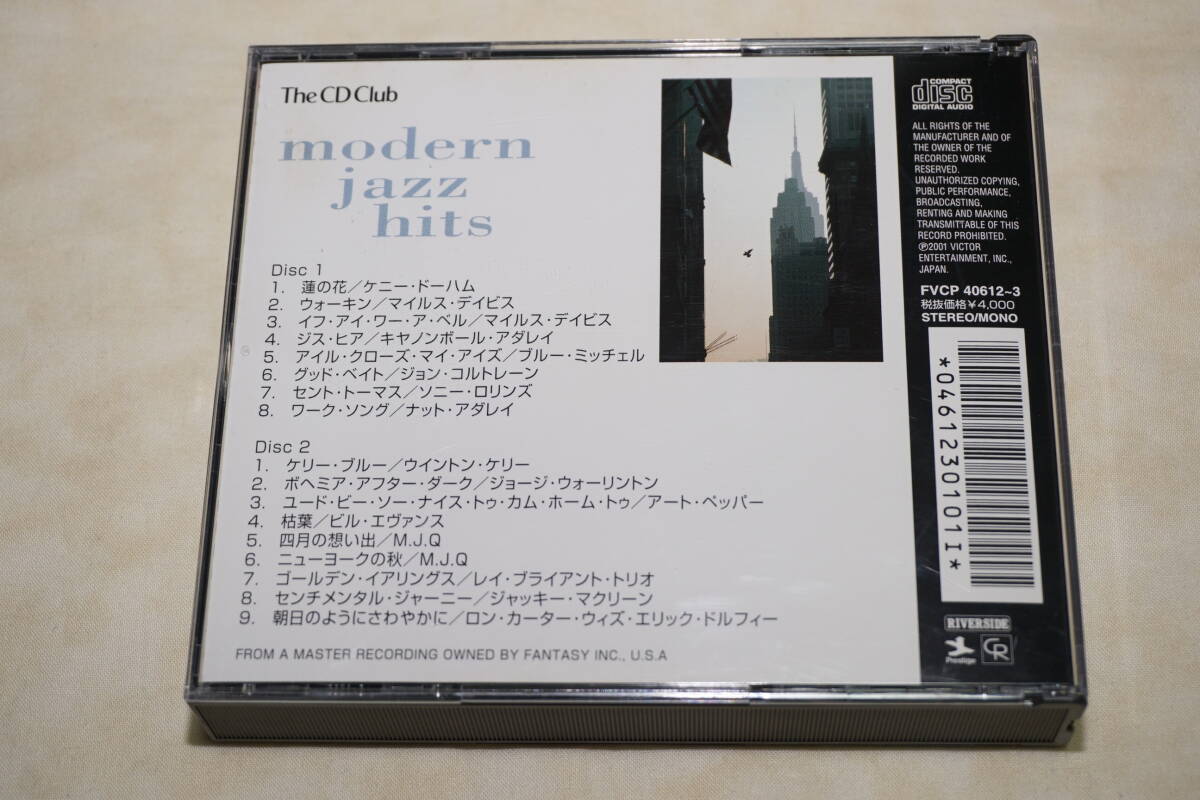 The CD Club
modern
jazz
hits
Disc 1
1. 蓮の花／ケニー・ドーハム
2. ウォーキン／マイルス・デイビス
3. イフ・アイ・ワー・ア・ベル／マイルス・デイビス
4. ジス・ヒア／キャノンボール・アダレイ
5. アイル・クローズ・マイ・アイズ／ブルー・ミッチェル
6. グッド・ベイト／ジョン・コルトレーン
7. セント・トーマス／ソニー・ロリンズ
8. ワーク・ソング／ナット・アダレイ
Disc 2
1. ケリー・ブルー／ウイントン・ケリー
2. ボヘミア・アフター・ダーク／ジョージ・ウォーリントン
3. ユード・ビー・ソー・ナイス・トゥ・カム・ホーム・トゥ／アート・ペッパー
4. 枯葉／ビル・エヴァンス
5. 四月の想い出／M.J.Q
6. ニューヨークの秋／M.J.Q
7. ゴールデン・イアリングス／レイ・ブライアント・トリオ
8. センチメンタル・ジャーニー／ジャッキー・マクリーン
9. 朝日のようにさわやかに／ロン・カーター・ウィズ・エリック・ドルフィー
FROM A MASTER RECORDING OWNED BY FANTASY INC., U.S.A
COMPACT
disc
DIGITAL AUDIO
ALL RIGHTS OF THE
MANUFACTURER AND OF
THE OWNER OF THE
RECORDED WORK
RESERVED.
UNAUTHORIZED COPYING,
PUBLIC PERFORMANCE,
BROADCASTING,
RENTING AND MAKING
TRANSMITTABLE OF THIS
RECORD PROHIBITED.
℗2001 VICTOR
ENTERTAINMENT, INC.,
JAPAN.
FVCP 40612~3
税抜価格￥4,000
STEREO/MONO
*04612301011*
RIVERSIDE
Prestige
CR